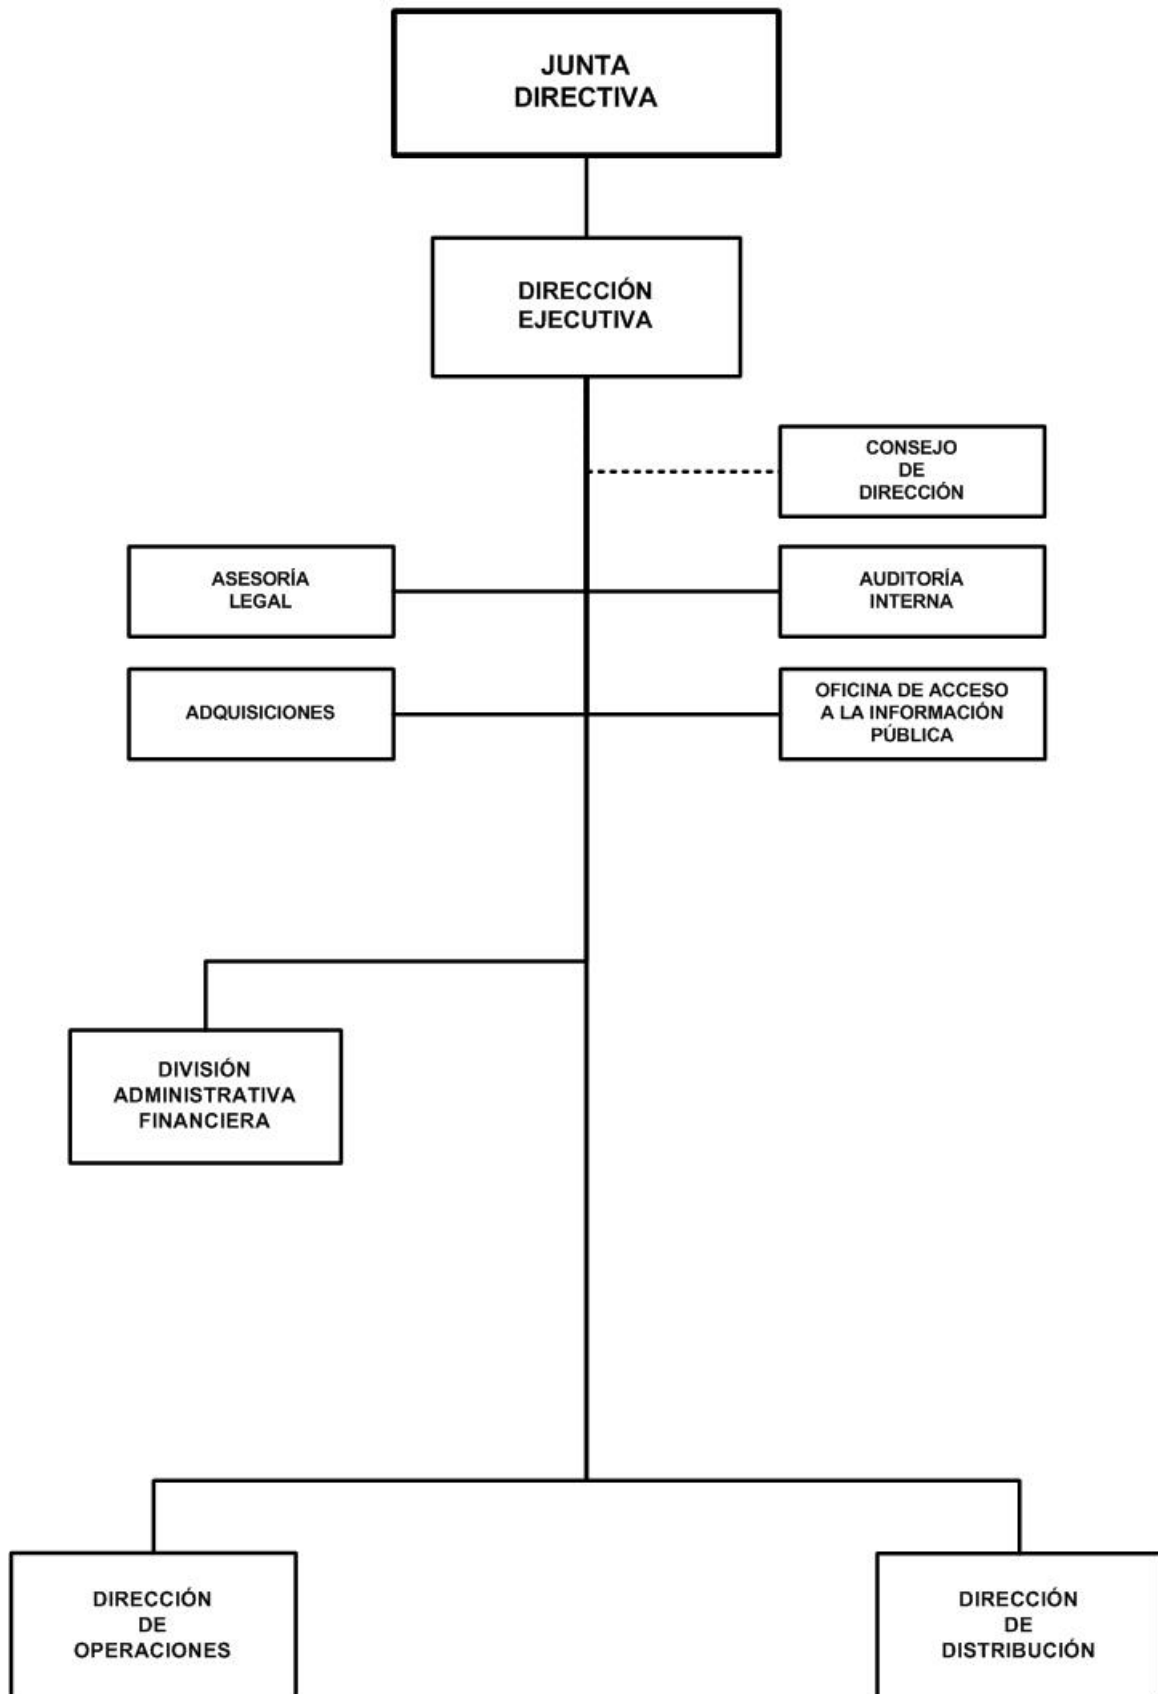 JUNTA
DIRECTIVA
DIRECCIÓN
EJECUTIVA
CONSEJO
DE
DIRECCIÓN
ASESORÍA
LEGAL
AUDITORÍA
INTERNA
ADQUISICIONES
OFICINA DE ACCESO
A LA INFORMACIÓN
PÚBLICA
DIVISIÓN
ADMINISTRATIVA
FINANCIERA
DIRECCIÓN
DE
OPERACIONES
DIRECCIÓN
DE
DISTRIBUCIÓN